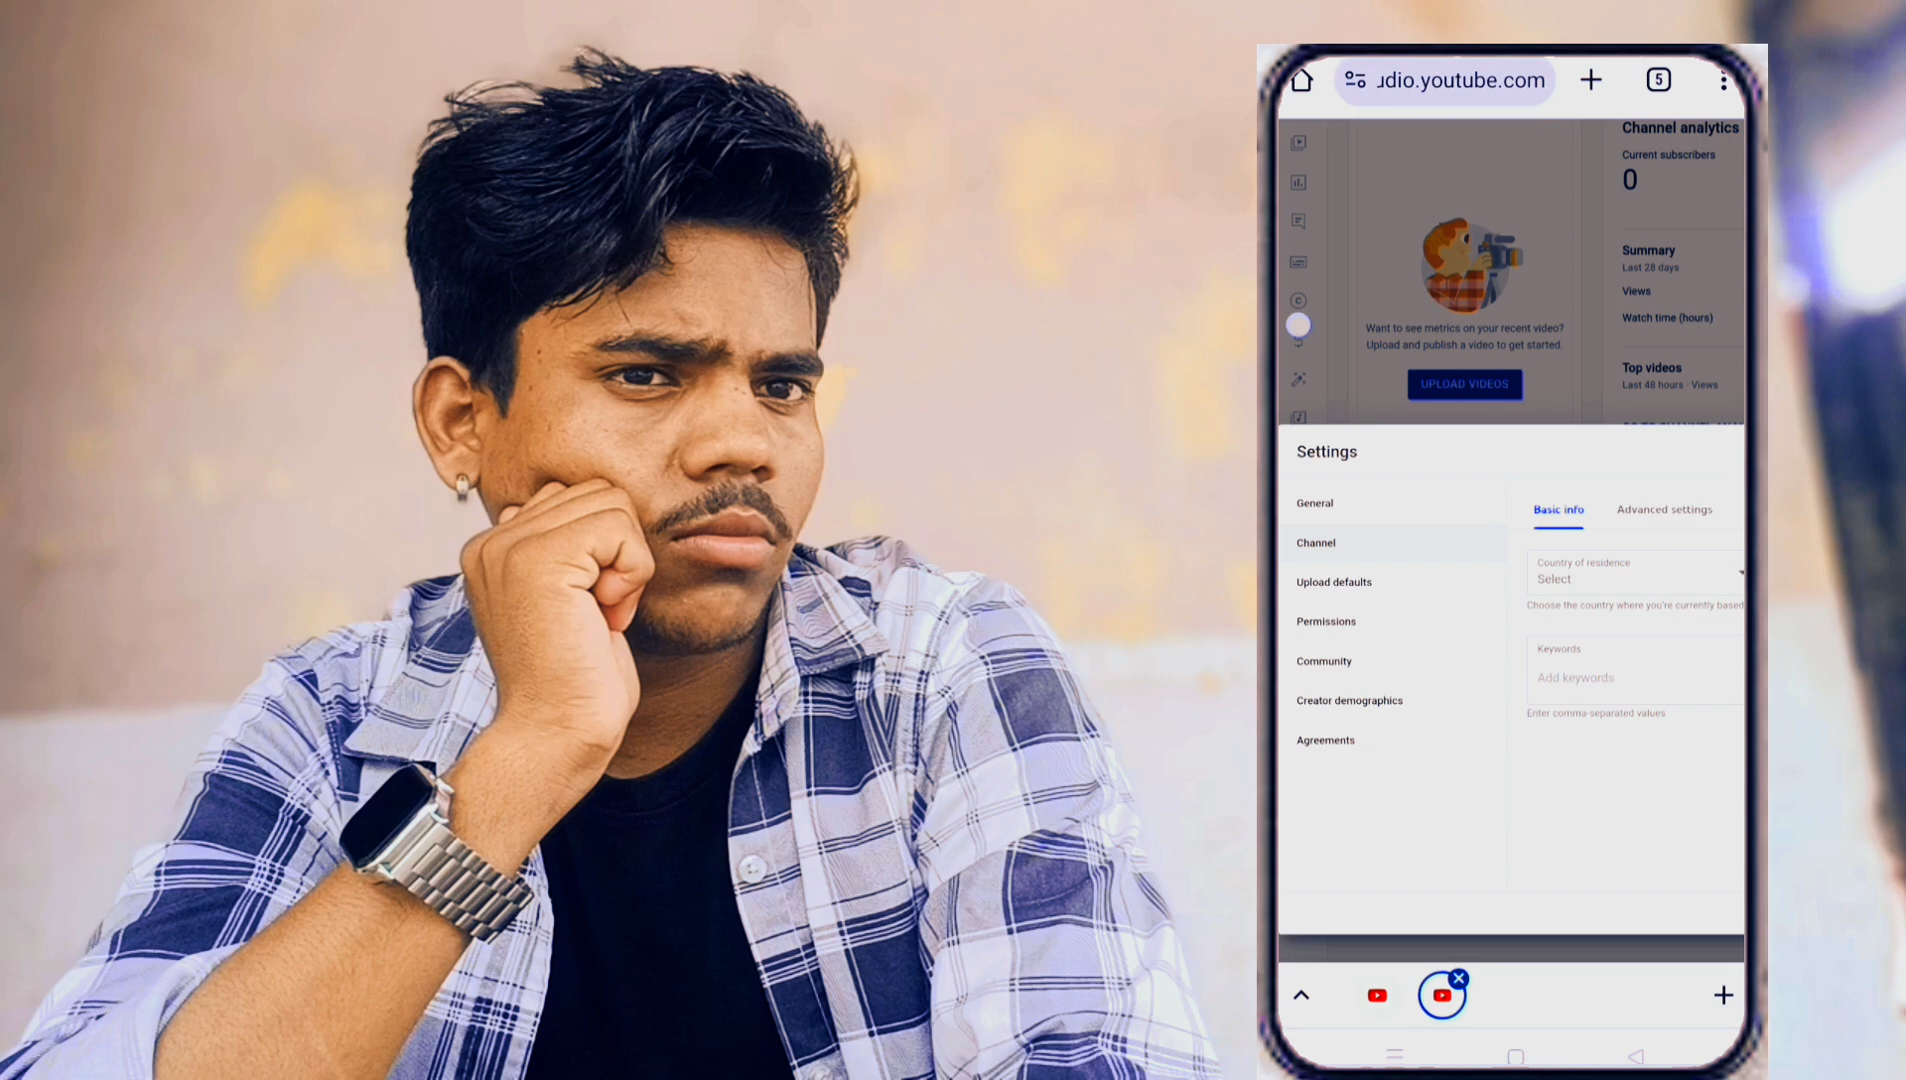 udio.youtube.com
5
Channel analytics
Current subscribers
0
Summary
Last 28 days
Views
Watch time (hours)
Want to see metrics on your recent video?
Upload and publish a video to get started.
UPLOAD VIDEOS
Top videos
Last 48 hours · Views
Settings
General
Channel
Upload defaults
Permissions
Community
Creator demographics
Agreements
Basic info
Advanced settings
Country of residence
Select
Choose the country where you're currently based
Keywords
Add keywords
Enter comma-separated values